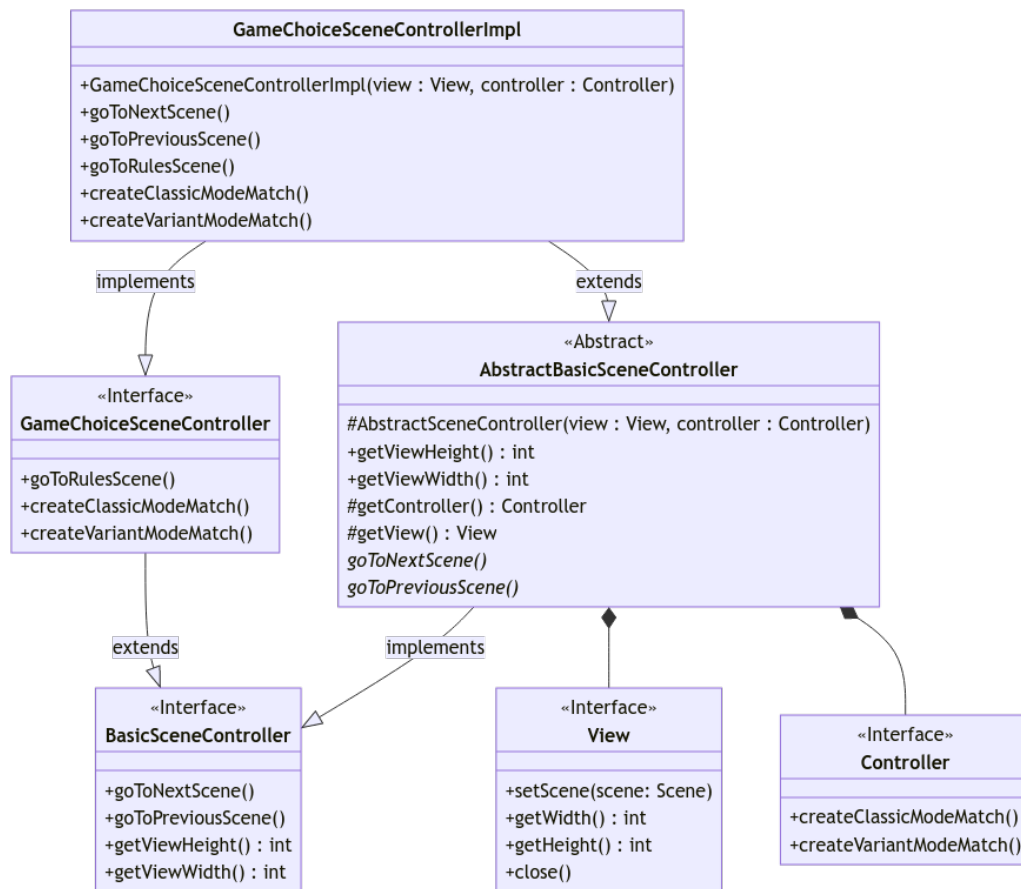 GameChoiceSceneControllerImpl
+GameChoiceSceneControllerImpl(view : View, controller : Controller)
+goToNextScene()
+goToPreviousScene()
+goToRulesScene()
+createClassicModeMatch()
+createVariantModeMatch()
implements
extends
«Interface»
GameChoiceSceneController
+goToRulesScene()
+createClassicModeMatch()
+createVariantModeMatch()
«Abstract»
AbstractBasicSceneController
#AbstractSceneController(view : View, controller : Controller)
+getViewHeight() : int
+getViewWidth() : int
#getController() : Controller
#getView() : View
goToNextScene()
goToPreviousScene()
extends
implements
«Interface»
BasicSceneController
+goToNextScene()
+goToPreviousScene()
+getViewHeight() : int
+getViewWidth() : int
«Interface»
View
+setScene(scene: Scene)
+getWidth() : int
+getHeight() : int
+close()
«Interface»
Controller
+createClassicModeMatch()
+createVariantModeMatch()